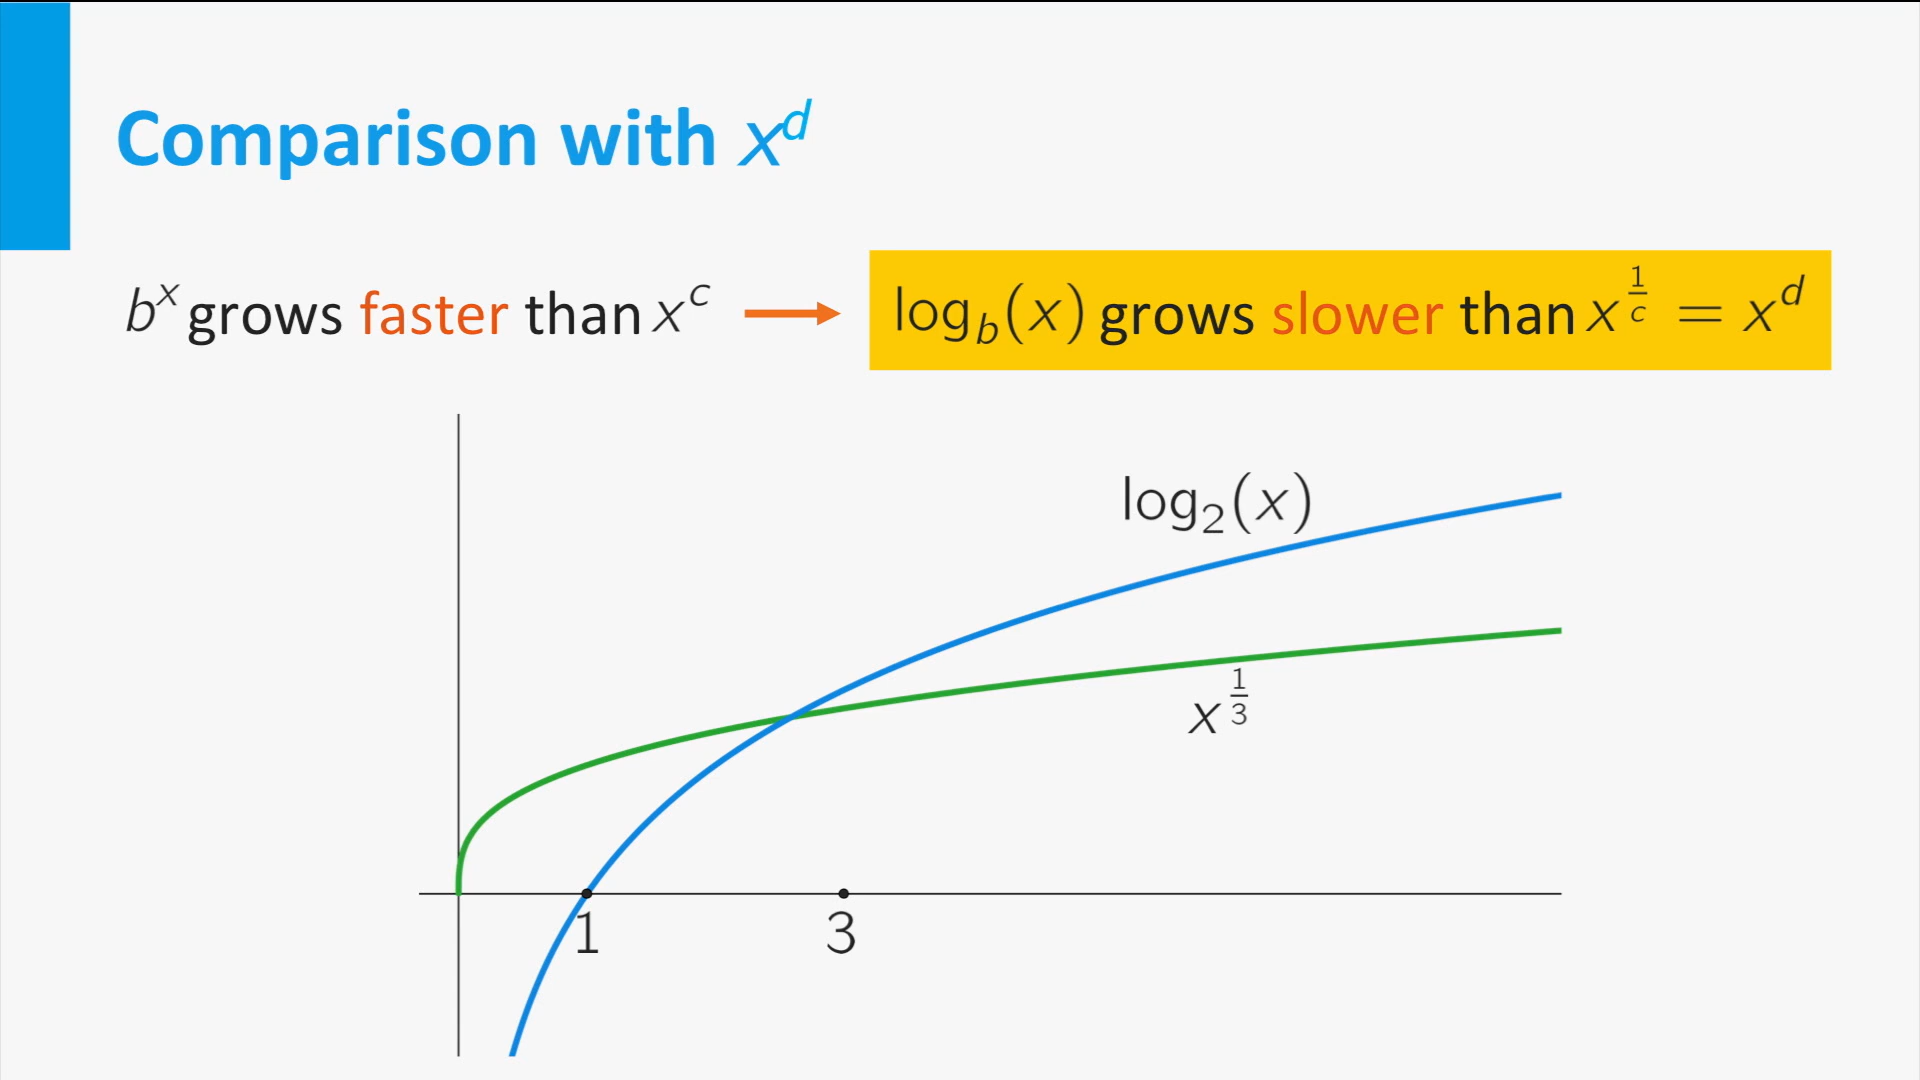 Comparison with x^d
b^x grows faster than x^c → log_b(x) grows slower than x^{1/c} = x^d
log_2(x)
x^{1/3}
1
3